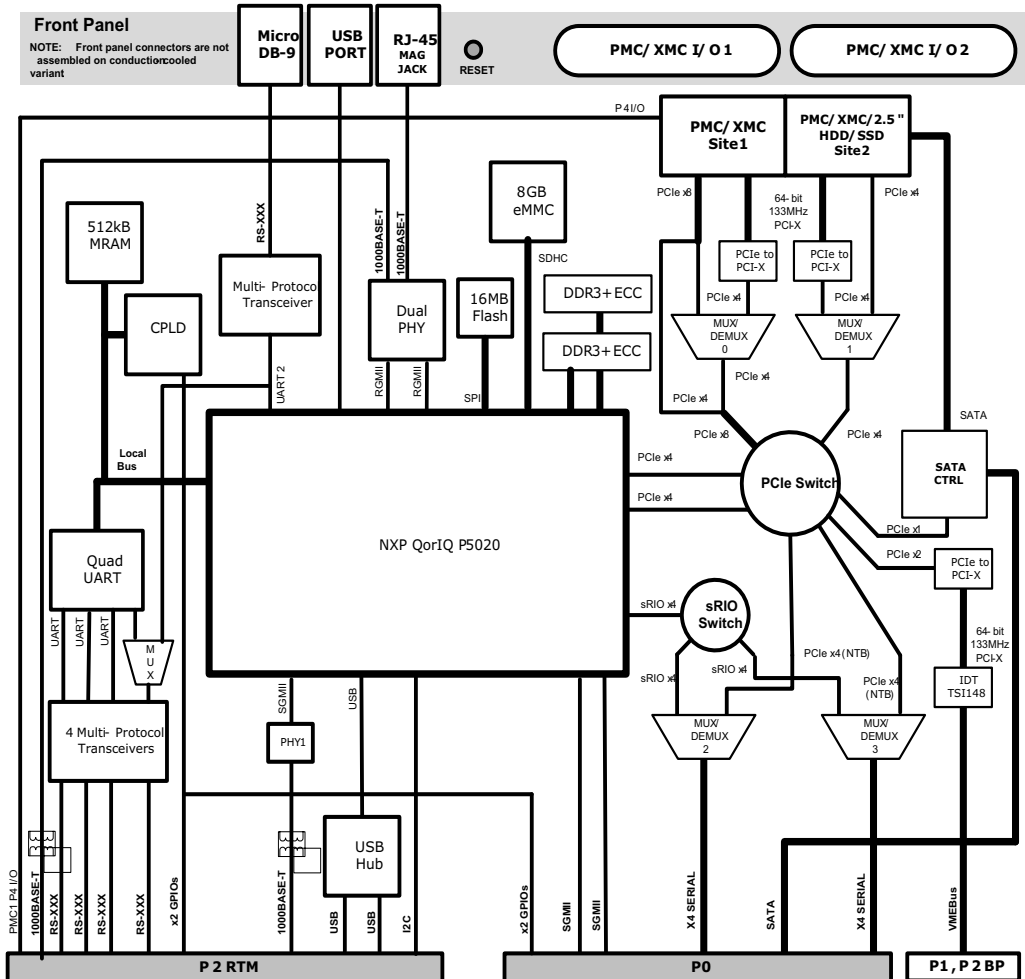 Front Panel
NOTE: Front panel connectors are not
assembled on conductioncooled
variant
Micro
DB-9
USB
PORT
RJ-45
MAG
JACK
RESET
PMC/ XMC I/ O 1
PMC/ XMC I/ O 2
P4 I/O
PMC/ XMC
Site1
PMC/ XMC/2.5 "
HDD/ SSD
Site2
512kB
MRAM
CPLD
RS-XXX
Multi- Protocol
Transceiver
1000BASE-T
1000BASE-T
Dual
PHY
8GB
eMMC
SDHC
16MB
Flash
DDR3+ECC
DDR3+ECC
PCIe x8
64- bit
133MHz
PCI-X
PCIe x4
PCIe to
PCI-X
PCIe to
PCI-X
PCIe x4
PCIe x4
MUX/
DEMUX
0
MUX/
DEMUX
1
UART 2
RGMII
RGMII
SPI
PCIe x4
PCIe x4
PCIe x8
PCIe x4
SATA
Local
Bus
PCIe x4
PCIe x4
PCIe Switch
SATA
CTRL
NXP QorIQ P5020
PCIe x1
PCIe x2
PCIe to
PCI-X
Quad
UART
sRIO x4
sRIO
Switch
UART
UART
UART
M
U
X
64- bit
133MHz
PCI-X
PCIe x4 (NTB)
sRIO x4
sRIO x4
PCIe x4
(NTB)
IDT
TSI148
SGMII
USB
4 Multi- Protocol
Transceivers
PHY1
MUX/
DEMUX
2
MUX/
DEMUX
3
USB
Hub
PMC1 P4 I/O
1000BASE-T
RS-XXX
RS-XXX
RS-XXX
RS-XXX
x2 GPIOs
1000BASE-T
USB
USB
I2C
x2 GPIOs
SGMII
SGMII
X4 SERIAL
SATA
X4 SERIAL
VMEBus
P 2 RTM
P0
P1 , P 2 BP